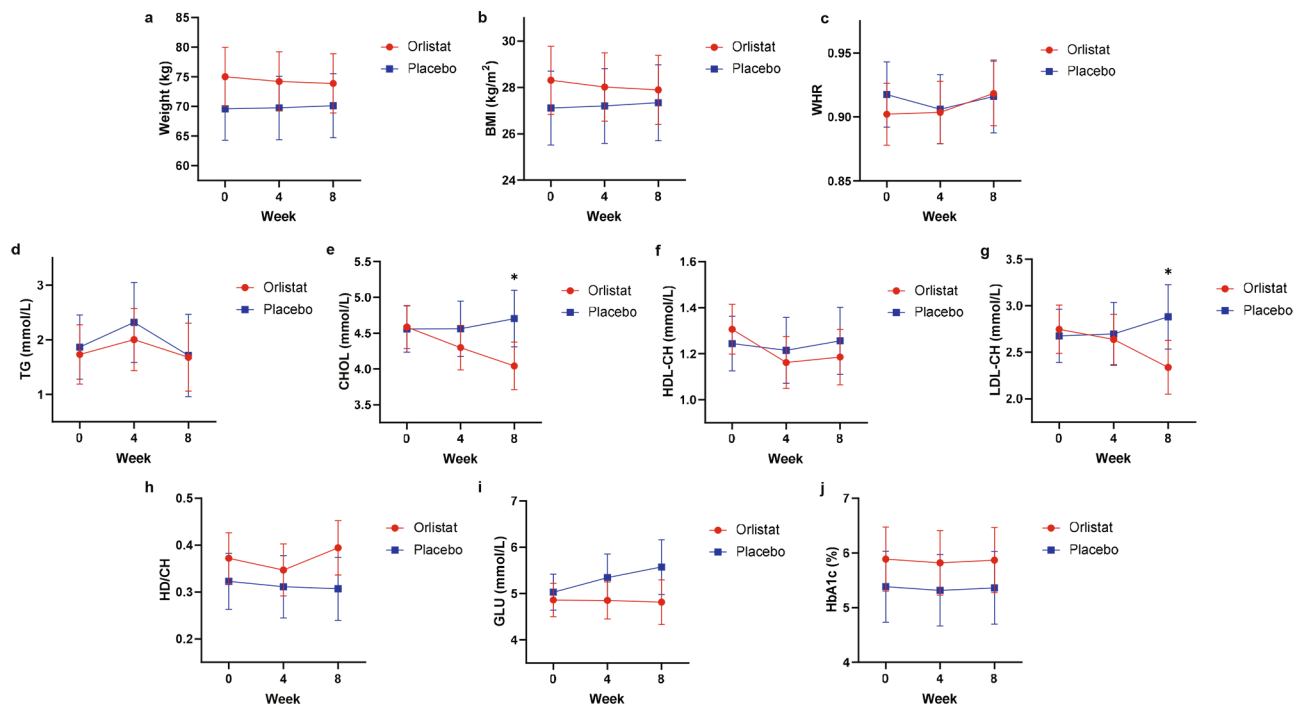 a
85
80
75
70
65
60
Weight (kg)
0 4 8
Week
Orlistat
Placebo
b
30
28
26
24
BMI (kg/m²)
0 4 8
Week
Orlistat
Placebo
c
0.95
0.90
0.85
WHR
0 4 8
Week
Orlistat
Placebo
d
3
2
1
TG (mmol/L)
0 4 8
Week
Orlistat
Placebo
e
5.5
5.0
4.5
4.0
3.5
CHOL (mmol/L)
*
0 4 8
Week
Orlistat
Placebo
f
1.6
1.4
1.2
1.0
HDL-CH (mmol/L)
0 4 8
Week
Orlistat
Placebo
g
3.5
3.0
2.5
2.0
LDL-CH (mmol/L)
*
0 4 8
Week
Orlistat
Placebo
h
0.5
0.4
0.3
0.2
HD/CH
0 4 8
Week
Orlistat
Placebo
i
7
6
5
4
GLU (mmol/L)
0 4 8
Week
Orlistat
Placebo
j
7
6
5
4
HbA1c (%)
0 4 8
Week
Orlistat
Placebo